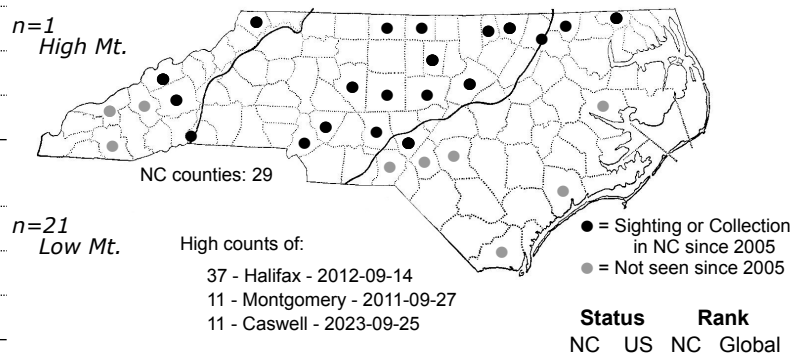 n=1
High Mt.
NC counties: 29
n=21
Low Mt.
High counts of:
37 - Halifax - 2012-09-14
11 - Montgomery - 2011-09-27
11 - Caswell - 2023-09-25
= Sighting or Collection
in NC since 2005
= Not seen since 2005
Status Rank
NC US NC Global